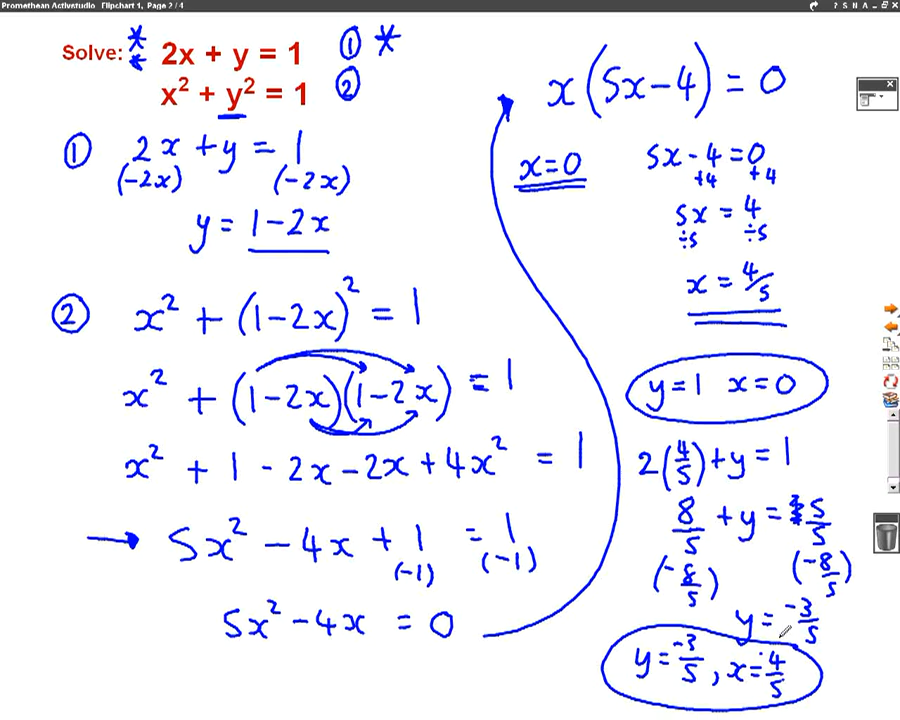 Promethean Activstudio Flipchart 1, Page 2 / 4
Solve: * 2x + y = 1 ① *
* x² + y² = 1 ②
① 2x + y = 1
(-2x) (-2x)
y = 1 - 2x
② x² + (1 - 2x)² = 1
x² + (1 - 2x)(1 - 2x) = 1
x² + 1 - 2x - 2x + 4x² = 1
→ 5x² - 4x + 1 = 1
(-1) (-1)
5x² - 4x = 0
x(5x - 4) = 0
x = 0
5x - 4 = 0
+4 +4
5x = 4
÷5 ÷5
x = 4/5
y = 1 x = 0
2(4/5) + y = 1
8/5 + y = 5/5
(-8/5) (-8/5)
y = -3/5
y = -3/5, x = 4/5